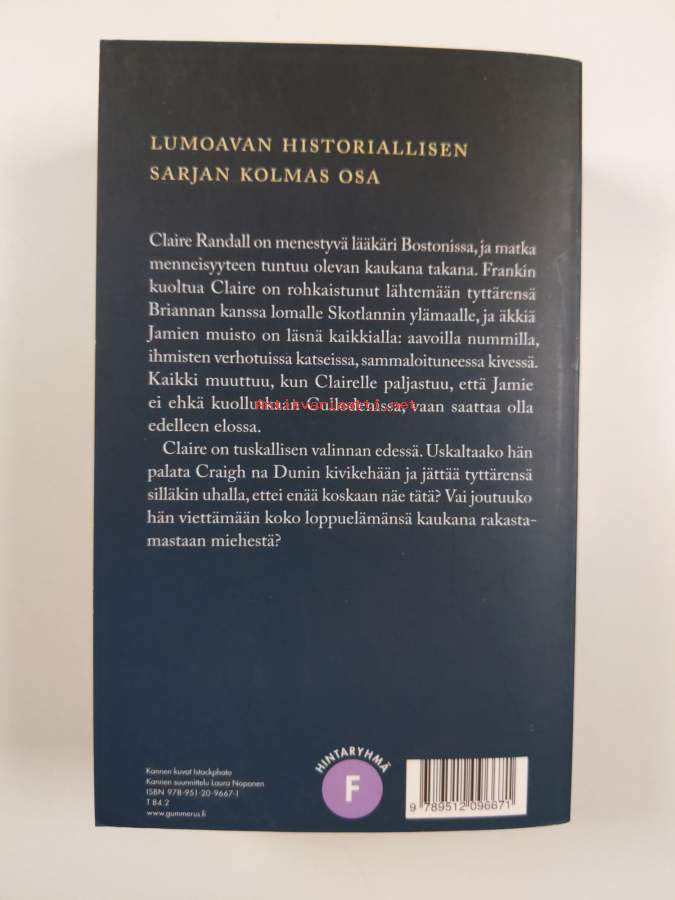 LUMOAVAN HISTORIALLISEN
SARJAN KOLMAS OSA
Claire Randall on menestyvä lääkäri Bostonissa, ja matka
menneisyyteen tuntuu olevan kaukana takana. Frankin
kuoltua Claire on rohkaistunut lähtemään tyttärensä
Briannan kanssa lomalle Skotlannin ylämaalle, ja äkkiä
Jamien muisto on läsnä kaikkialla: aavoilla nummilla,
ihmisten verhotuissa katseissa, sammaloituneessa kivessä.
Kaikki muuttuu, kun Clairelle paljastuu, että Jamie
ei ehkä kuollutkaan Cullodenissa, vaan saattaa olla
edelleen elossa.
Claire on tuskallisen valinnan edessä. Uskaltaako hän
palata Craigh na Dunin kivikehään ja jättää tyttärensä
silläkin uhalla, ettei enää koskaan näe tätä? Vai joutuuko
hän viettämään koko loppuelämänsä kaukana rakasta-
mastaan miehestä?
Kannen kuvat Istockphoto
Kannen suunnittelu Laura Noponen
ISBN 978-951-20-9667-1
T 84.2
www.gummerus.fi
HINTARYHMÄ
F
9 789512 096671